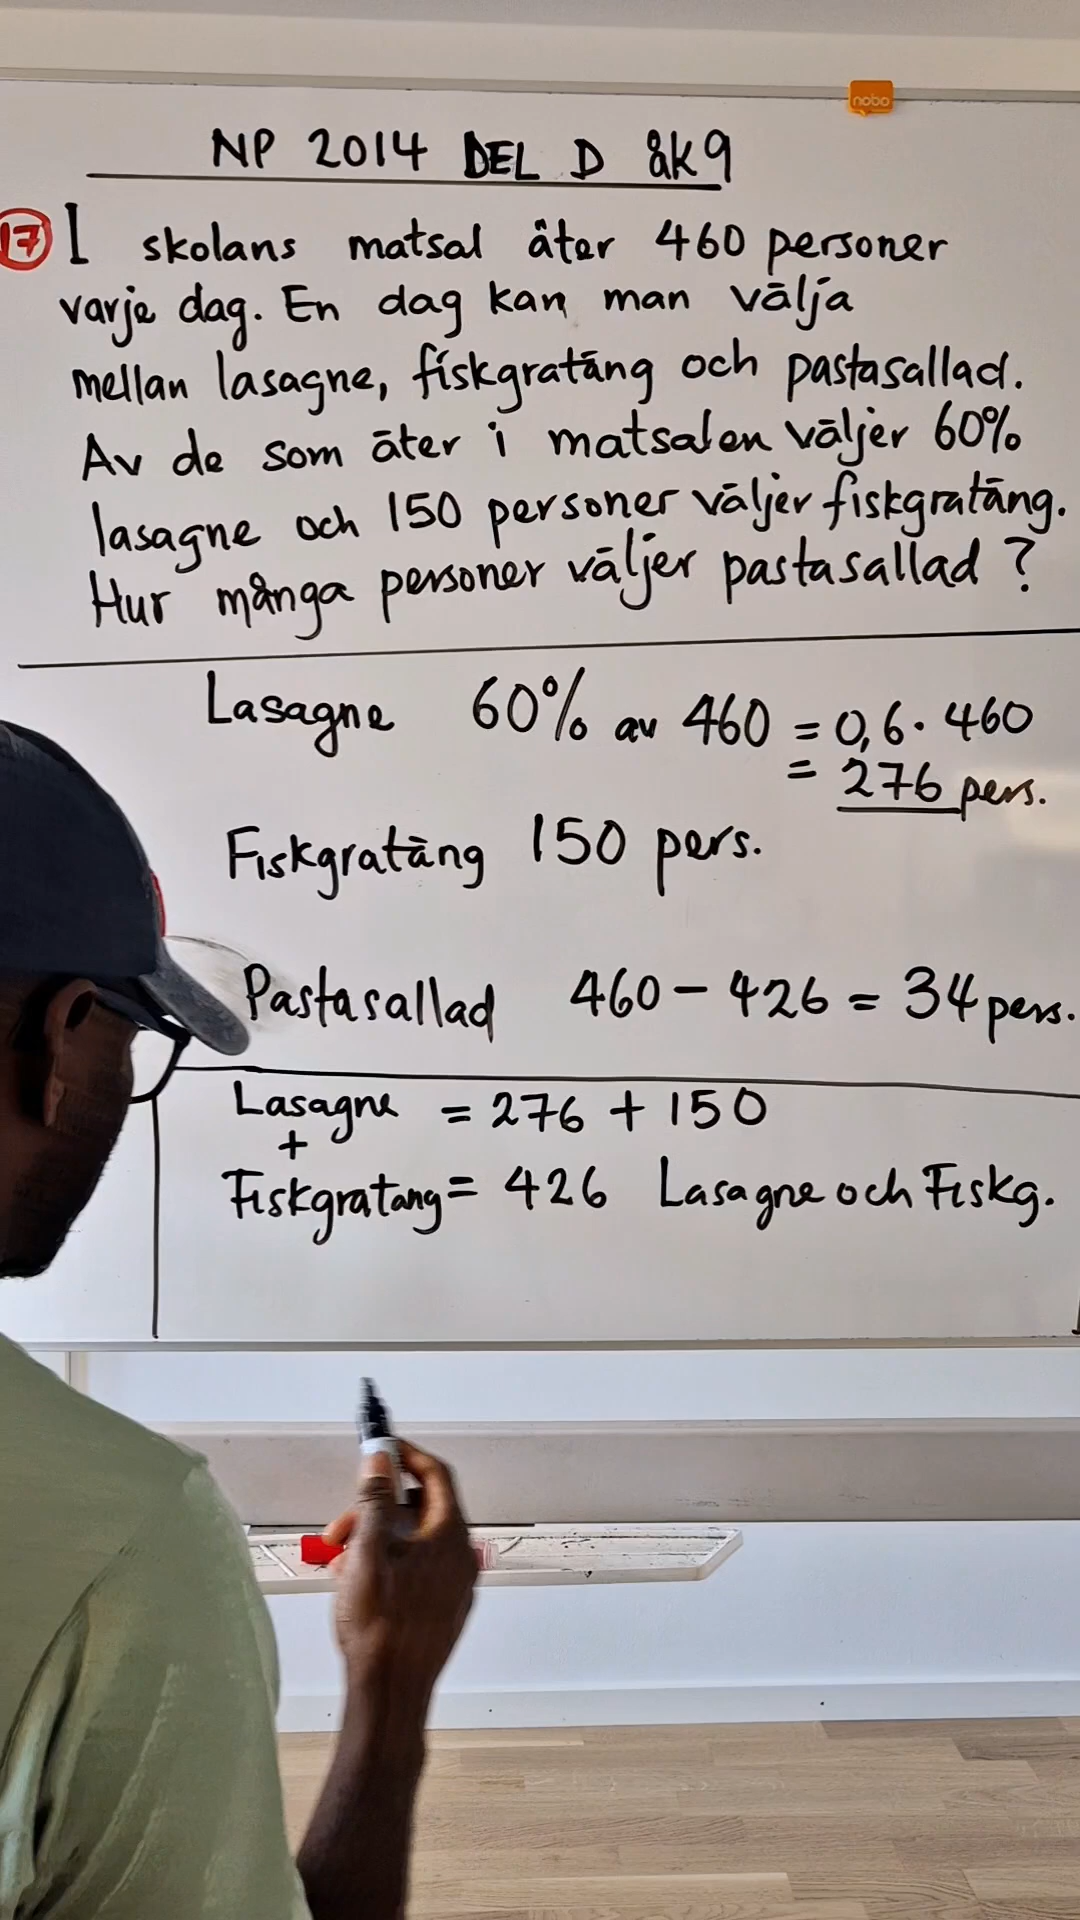 nobo
NP 2014 DEL D åk9
17 I skolans matsal äter 460 personer
varje dag. En dag kan man välja
mellan lasagne, fiskgratäng och pastasallad.
Av de som äter i matsalen väljer 60%
lasagne och 150 personer väljer fiskgratäng.
Hur många personer väljer pastasallad?
Lasagne 60% av 460 = 0,6 · 460
= 276 pers.
Fiskgratäng 150 pers.
Pastasallad 460 - 426 = 34 pers.
Lasagne = 276 + 150
+
Fiskgratang = 426 Lasagne och Fiskg.